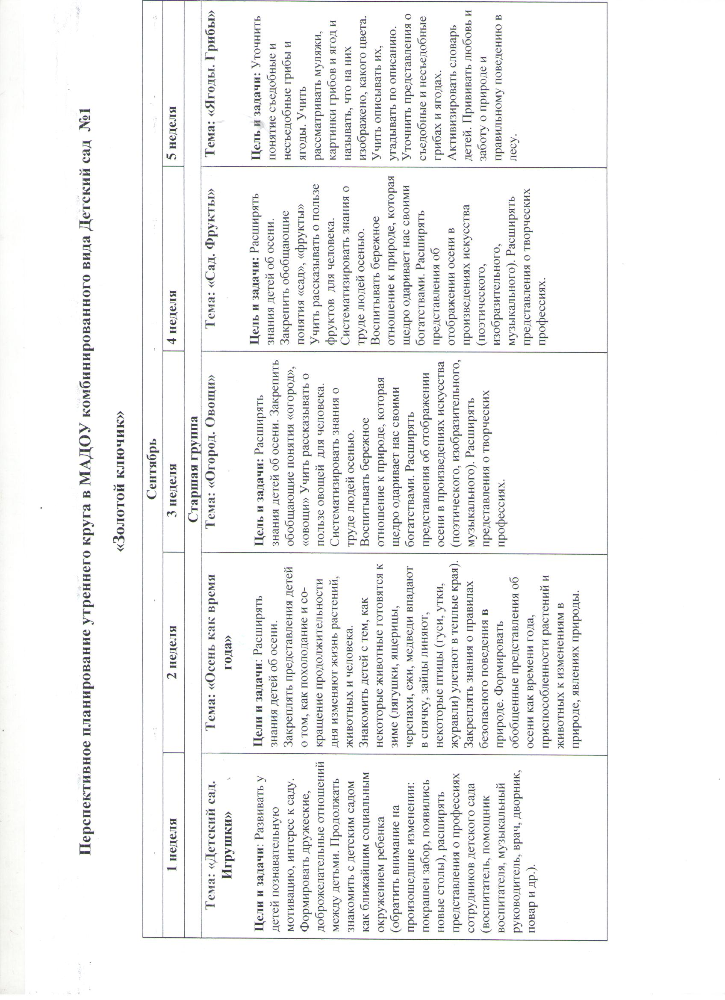 Перспективное планирование утреннего круга в МАДОУ комбинированного вида Детский сад №1
«Золотой ключик»
Сентябрь
1 неделя
2 неделя
3 неделя
4 неделя
5 неделя
Старшая группа
Тема: «Детский сад.
Игрушки»
Цели и задачи: Развивать у
детей познавательную
мотивацию, интерес к саду.
Формировать дружеские,
доброжелательные отношений
между детьми. Продолжать
знакомить с детским садом
как ближайшим социальным
окружением ребенка
(обратить внимание на
произошедшие изменении:
покрашен забор, появились
новые столы), расширять
представления о профессиях
сотрудников детского сада
(воспитатель, помощник
воспитателя, музыкальный
руководитель, врач, дворник,
повар и др.).
Тема: «Осень как время
года»
Цели и задачи: Расширять
знания детей об осени.
Закреплять представления детей
о том, как похолодание и со-
кращение продолжительности
дня изменяют жизнь растений,
животных и человека.
Знакомить детей с тем, как
некоторые животные готовятся к
зиме (лягушки, ящерицы,
черепахи, ежи, медведи впадают
в спячку, зайцы линяют,
некоторые птицы (гуси, утки,
журавли) улетают в теплые края).
Закреплять знания о правилах
безопасного поведения в
природе. Формировать
обобщенные представления об
осени как времени года,
приспособленности растений и
животных к изменениям в
природе, явлениях природы.
Тема: «Огород. Овощи»
Цель и задачи: Расширять
знания детей об осени. Закрепить
обобщающие понятия «огород»,
«овощи» Учить рассказывать о
пользе овощей для человека.
Систематизировать знания о
труде людей осенью.
Воспитывать бережное
отношение к природе, которая
щедро одаривает нас своими
богатствами. Расширять
представления об отображении
осени в произведениях искусства
(поэтического, изобразительного,
музыкального). Расширять
представления о творческих
профессиях.
Тема: «Сад. Фрукты»
Цель и задачи: Расширять
знания детей об осени.
Закрепить обобщающие
понятия «сад», «фрукты»
Учить рассказывать о пользе
фруктов для человека.
Систематизировать знания о
труде людей осенью.
Воспитывать бережное
отношение к природе, которая
щедро одаривает нас своими
богатствами. Расширять
представления об
отображении осени в
произведениях искусства
(поэтического,
изобразительного,
музыкального). Расширять
представления о творческих
профессиях.
Тема: «Ягоды. Грибы»
Цель и задачи: Уточнить
понятие съедобные и
несъедобные грибы и
ягоды. Учить
рассматривать муляжи,
картинки грибов и ягод и
называть, что на них
изображено, какого цвета.
Учить описывать их,
угадывать по описанию.
Уточнить представления о
съедобные и несъедобные
грибах и ягодах.
Активизировать словарь
детей. Прививать любовь и
заботу о природе и
правильному поведению в
лесу.